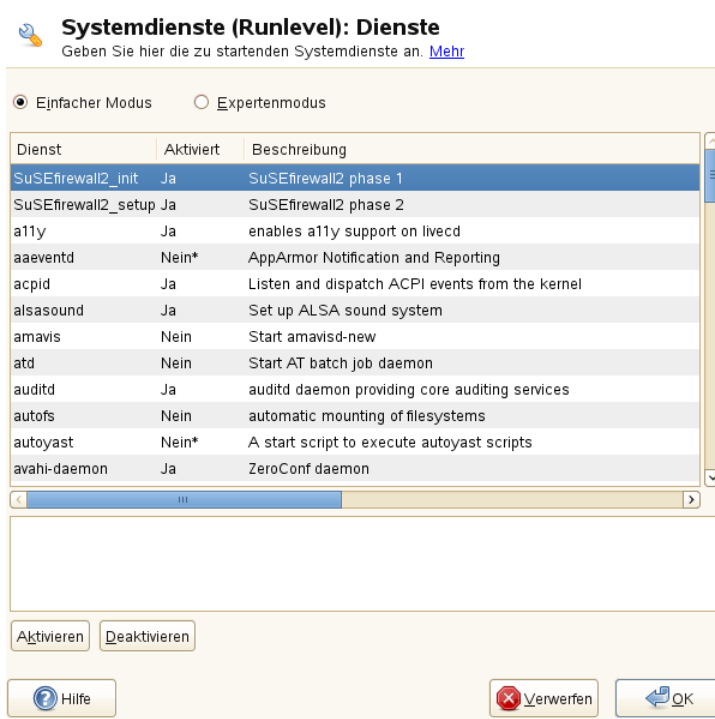 Systemdienste (Runlevel): Dienste
Geben Sie hier die zu startenden Systemdienste an. Mehr
Einfacher Modus Expertenmodus
Dienst Aktiviert Beschreibung
SuSEfirewall2_init Ja SuSEfirewall2 phase 1
SuSEfirewall2_setup Ja SuSEfirewall2 phase 2
a11y Ja enables a11y support on livecd
aaeventd Nein* AppArmor Notification and Reporting
acpid Ja Listen and dispatch ACPI events from the kernel
alsasound Ja Set up ALSA sound system
amavis Nein Start amavisd-new
atd Nein Start AT batch job daemon
auditd Ja auditd daemon providing core auditing services
autofs Nein automatic mounting of filesystems
autoyast Nein* A start script to execute autoyast scripts
avahi-daemon Ja ZeroConf daemon
Aktivieren Deaktivieren
Hilfe Verwerfen OK